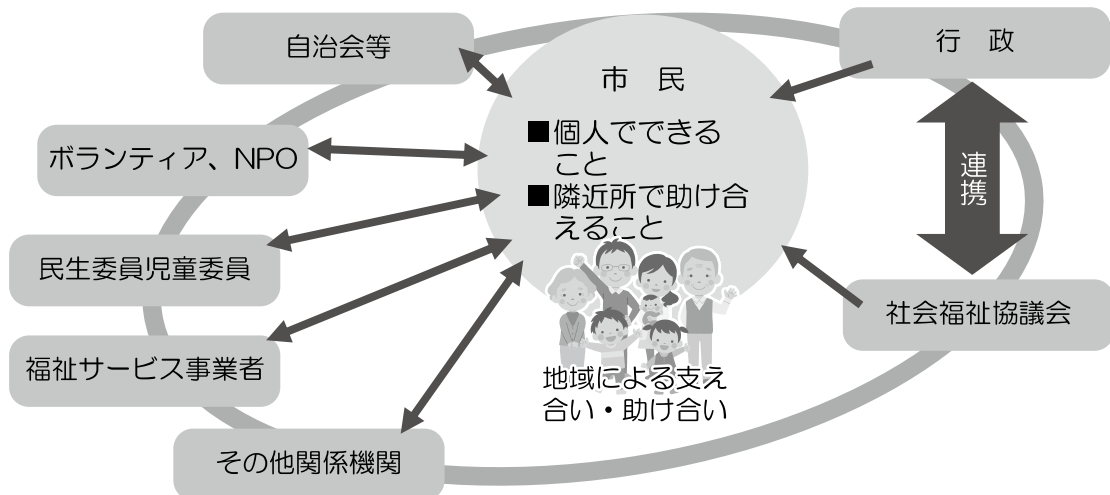 自治会等
行　政
市　民
■個人でできる
こと
■隣近所で助け合
えること
ボランティア、NPO
連携
民生委員児童委員
社会福祉協議会
福祉サービス事業者
地域による支え
合い・助け合い
その他関係機関